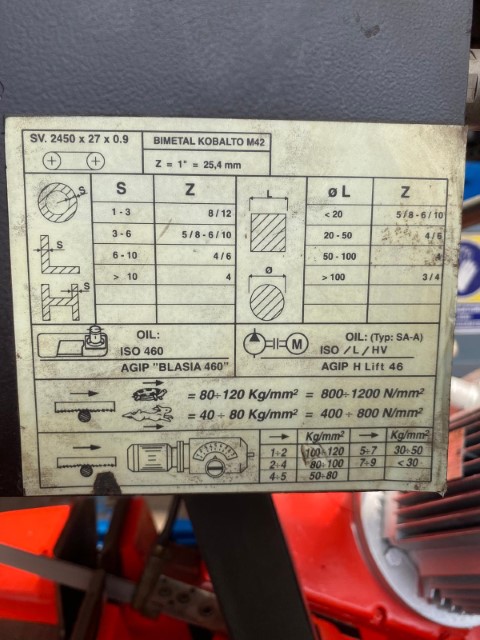 SV. 2450 x 27 x 0.9
BIMETAL KOBALTO M42
Z = 1" = 25,4 mm
S Z L ø L Z
S 1 - 3 8 / 12 < 20 5 / 8 - 6 / 10
S 3 - 6 5 / 8 - 6 / 10 20 - 50 4 / 6
6 - 10 4 / 6 50 - 100 4
S > 10 4 ø > 100 3 / 4
OIL:
ISO 460
AGIP "BLASIA 460"
M
OIL: (Typ: SA-A)
ISO / L / HV
AGIP H Lift 46
= 80÷120 Kg/mm² = 800÷1200 N/mm²
= 40÷ 80 Kg/mm² = 400÷ 800 N/mm²
Kg/mm² Kg/mm²
1÷2 100÷120 5÷7 30÷50
2÷4 80÷100 7÷9 < 30
4÷5 50÷80